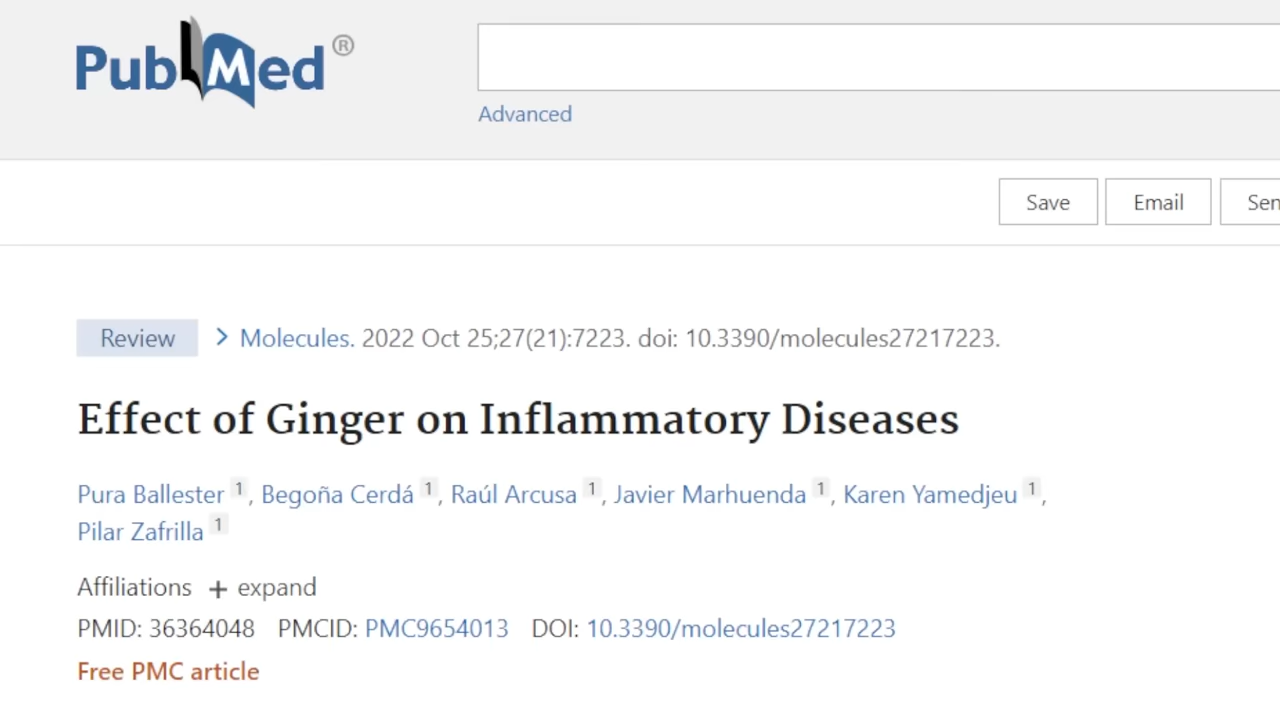 PubMed®
Advanced
Save Email Sen
Review > Molecules. 2022 Oct 25;27(21):7223. doi: 10.3390/molecules27217223.
Effect of Ginger on Inflammatory Diseases
Pura Ballester 1, Begoña Cerdá 1, Raúl Arcusa 1, Javier Marhuenda 1, Karen Yamedjeu 1,
Pilar Zafrilla 1
Affiliations + expand
PMID: 36364048 PMCID: PMC9654013 DOI: 10.3390/molecules27217223
Free PMC article